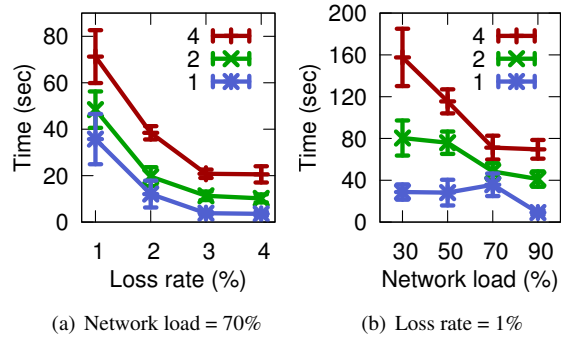 Time (sec)
80
60
40
20
0
4
2
1
1 2 3 4
Loss rate (%)
(a) Network load = 70%
Time (sec)
200
160
120
80
40
0
4
2
1
30 50 70 90
Network load (%)
(b) Loss rate = 1%